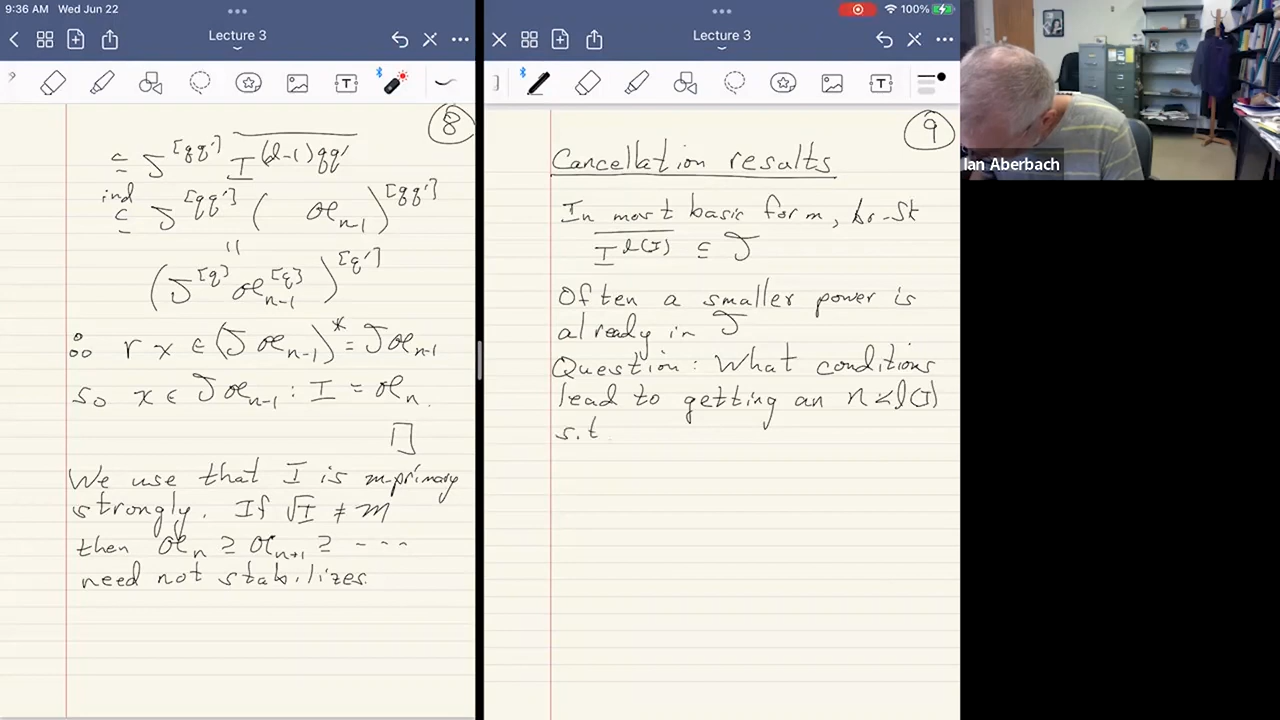 9:36 AM Wed Jun 22
100%
Lecture 3
Lecture 3
8
⊆ J^[qq'] \overline{I^{(d-1)qq'}}
ind
⊆ J^[qq'] ( 𝔞_{n-1} )^[qq']
=
(J^[q] 𝔞_{n-1}^[q])^[q']
∴ r x ∈ (J 𝔞_{n-1})^* = J 𝔞_{n-1}
so x ∈ J 𝔞_{n-1} : I = 𝔞_n.
We use that I is m-primary
strongly. If √I ≠ m
then 𝔞_n ⊇ 𝔞_{n+1} ⊇ ----
need not stabilizes.
9
Cancellation results
In most basic form, br-sk
\overline{I^{l(I)}} ⊆ J
Often a smaller power is
already in J
Question: What conditions
lead to getting an n < l(I)
s.t.
Ian Aberbach